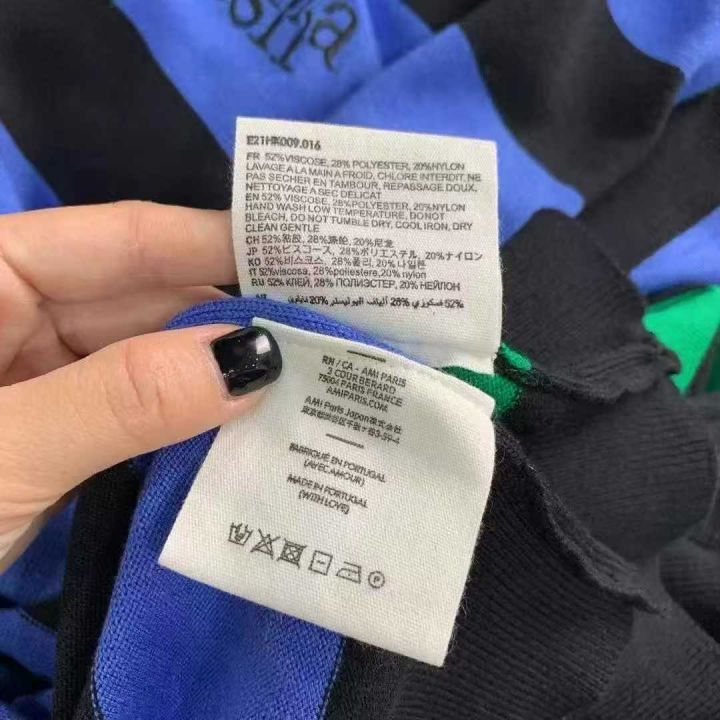 E21HK009.016
FR 52%VISCOSE, 28% POLYESTER, 20%NYLON
LAVAGE A LA MAIN A FROID, CHLORE INTERDIT, NE
PAS SECHER EN TAMBOUR, REPASSAGE DOUX,
NETTOYAGE A SEC DELICAT
EN 52% VISCOSE, 28%POLYESTER, 20%NYLON
HAND WASH LOW TEMPERATURE, DONOT
BLEACH, DO NOT TUMBLE DRY, COOL IRON, DRY
CLEAN GENTLE
CH 52%粘胶, 28%涤纶, 20%尼龙
JP 52%ビスコース, 28%ポリエステル, 20%ナイロン
KO 52%비스코스, 28%폴리, 20%나일론
IT 52%viscosa, 28%poliestere, 20%nylon
RU 52% КЛЕЙ, 28% ПОЛИЭСТЕР, 20% НЕЙЛОН
RN / CA - AMI PARIS
3 COUR BERARD
75004 PARIS FRANCE
AMIPARIS.COM
AMI Paris Japan株式会社
FABRIQUÉ EN PORTUGAL
(AVEC AMOUR)
MADE IN PORTUGAL
(WITH LOVE)